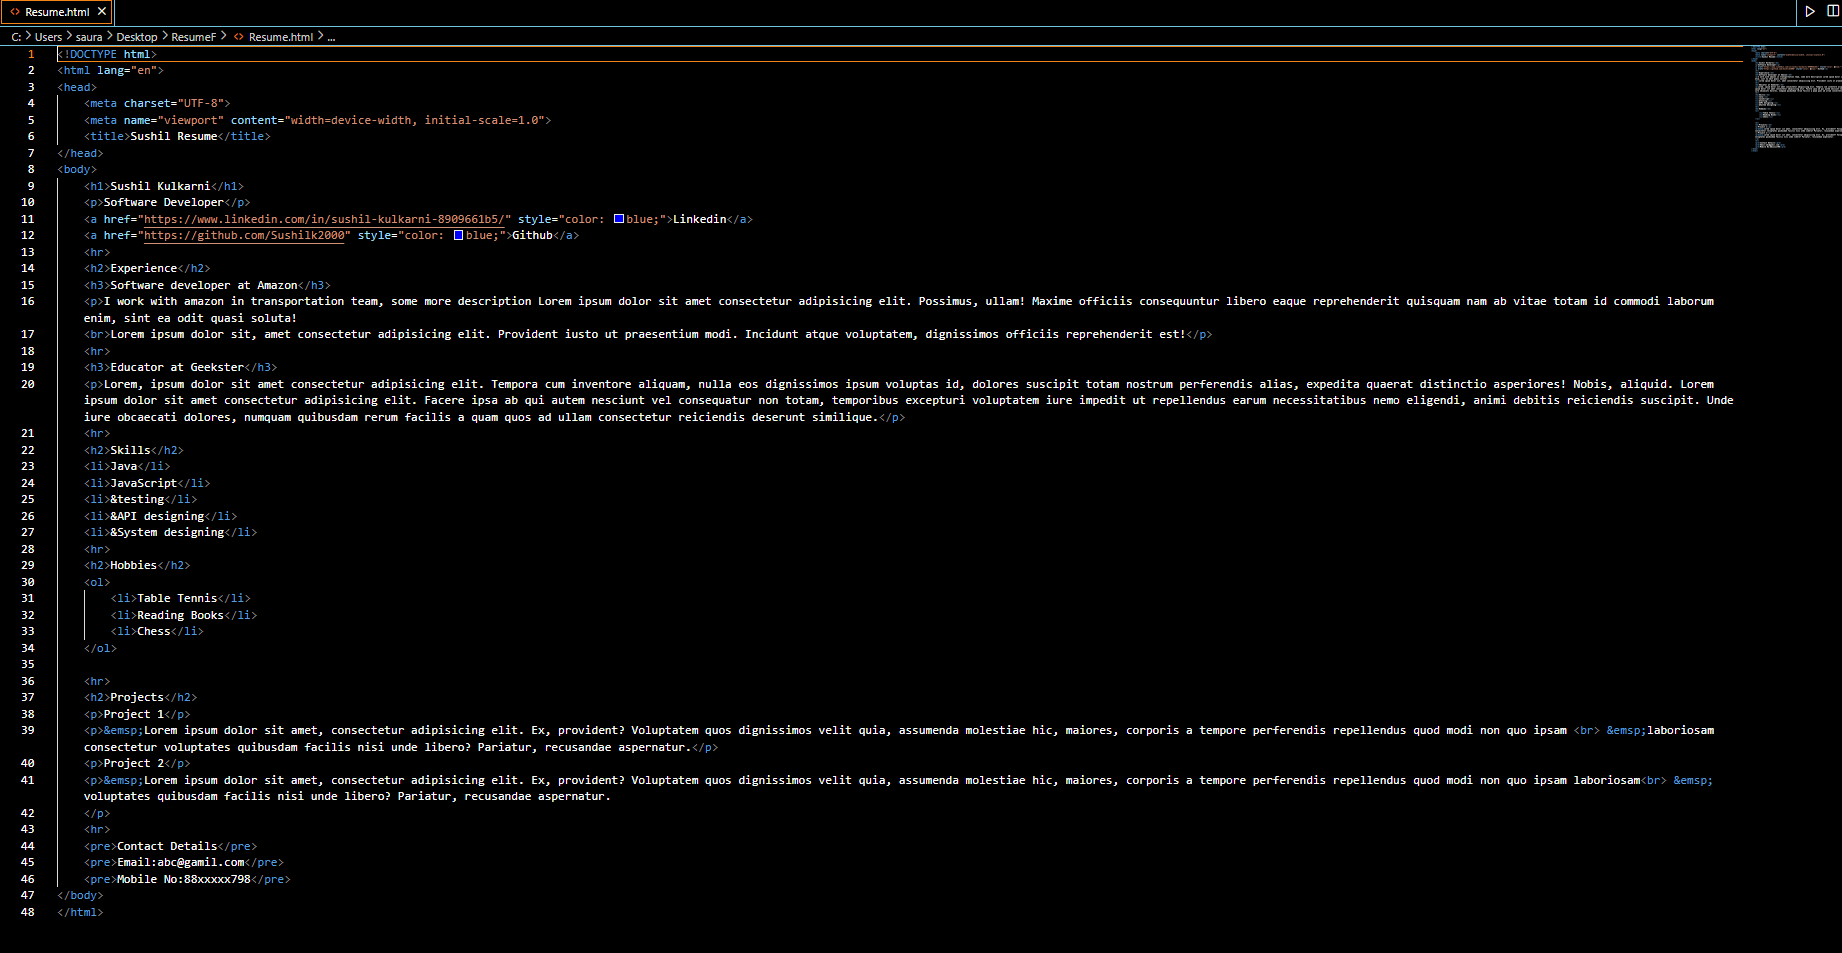 Resume.html
C: > Users > saura > Desktop > ResumeF > Resume.html > ...
1 <!DOCTYPE html>
2 <html lang="en">
3 <head>
4 <meta charset="UTF-8">
5 <meta name="viewport" content="width=device-width, initial-scale=1.0">
6 <title>Sushil Resume</title>
7 </head>
8 <body>
9 <h1>Sushil Kulkarni</h1>
10 <p>Software Developer</p>
11 <a href="https://www.linkedin.com/in/sushil-kulkarni-8909661b5/" style="color: blue;">Linkedin</a>
12 <a href="https://github.com/Sushilk2000" style="color: blue;">Github</a>
13 <hr>
14 <h2>Experience</h2>
15 <h3>Software developer at Amazon</h3>
16 <p>I work with amazon in transportation team, some more description Lorem ipsum dolor sit amet consectetur adipisicing elit. Possimus, ullam! Maxime officiis consequuntur libero eaque reprehenderit quisquam nam ab vitae totam id commodi laborum
enim, sint ea odit quasi soluta!
17 <br>Lorem ipsum dolor sit, amet consectetur adipisicing elit. Provident iusto ut praesentium modi. Incidunt atque voluptatem, dignissimos officiis reprehenderit est!</p>
18 <hr>
19 <h3>Educator at Geekster</h3>
20 <p>Lorem, ipsum dolor sit amet consectetur adipisicing elit. Tempora cum inventore aliquam, nulla eos dignissimos ipsum voluptas id, dolores suscipit totam nostrum perferendis alias, expedita quaerat distinctio asperiores! Nobis, aliquid. Lorem
ipsum dolor sit amet consectetur adipisicing elit. Facere ipsa ab qui autem nesciunt vel consequatur non totam, temporibus excepturi voluptatem iure impedit ut repellendus earum necessitatibus nemo eligendi, animi debitis reiciendis suscipit. Unde
iure obcaecati dolores, numquam quibusdam rerum facilis a quam quos ad ullam consectetur reiciendis deserunt similique.</p>
21 <hr>
22 <h2>Skills</h2>
23 <li>Java</li>
24 <li>JavaScript</li>
25 <li>&testing</li>
26 <li>&API designing</li>
27 <li>&System designing</li>
28 <hr>
29 <h2>Hobbies</h2>
30 <ol>
31 <li>Table Tennis</li>
32 <li>Reading Books</li>
33 <li>Chess</li>
34 </ol>
35
36 <hr>
37 <h2>Projects</h2>
38 <p>Project 1</p>
39 <p>&emsp;Lorem ipsum dolor sit amet, consectetur adipisicing elit. Ex, provident? Voluptatem quos dignissimos velit quia, assumenda molestiae hic, maiores, corporis a tempore perferendis repellendus quod modi non quo ipsam <br> &emsp;laboriosam
consectetur voluptates quibusdam facilis nisi unde libero? Pariatur, recusandae aspernatur.</p>
40 <p>Project 2</p>
41 <p>&emsp;Lorem ipsum dolor sit amet, consectetur adipisicing elit. Ex, provident? Voluptatem quos dignissimos velit quia, assumenda molestiae hic, maiores, corporis a tempore perferendis repellendus quod modi non quo ipsam laboriosam<br> &emsp;
voluptates quibusdam facilis nisi unde libero? Pariatur, recusandae aspernatur.
42 </p>
43 <hr>
44 <pre>Contact Details</pre>
45 <pre>Email:abc@gamil.com</pre>
46 <pre>Mobile No:88xxxxx798</pre>
47 </body>
48 </html>